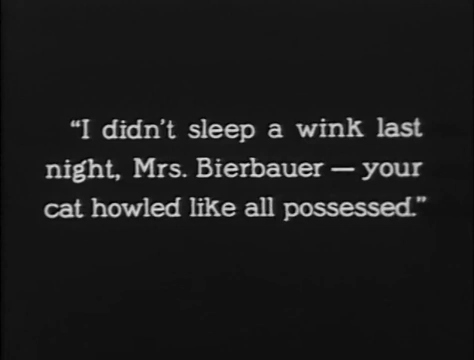 “I didn't sleep a wink last
night, Mrs. Bierbauer — your
cat howled like all possessed.”